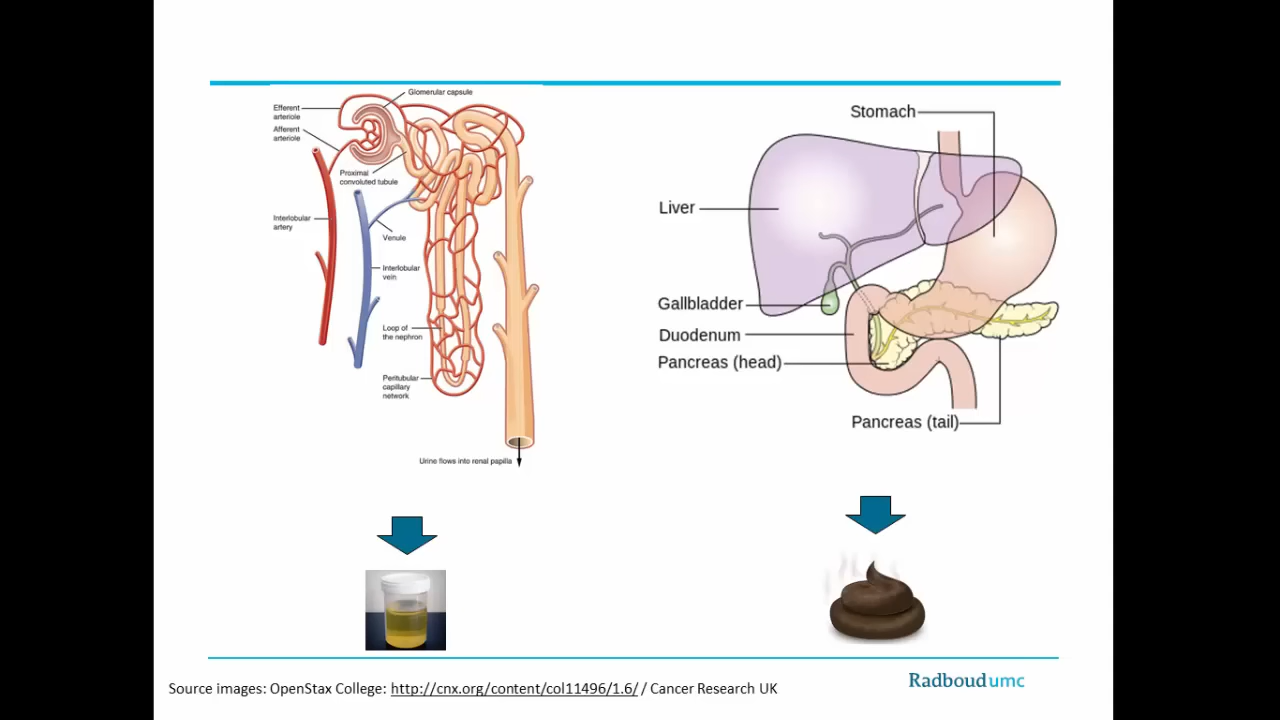 Glomerular capsule
Efferent
arteriole
Afferent
arteriole
Proximal
convoluted tubule
Interlobular
artery
Venule
Interlobular
vein
Loop of
the nephron
Peritubular
capillary
network
Urine flows into renal papilla
Stomach
Liver
Gallbladder
Duodenum
Pancreas (head)
Pancreas (tail)
Source images: OpenStax College: http://cnx.org/content/col11496/1.6/ / Cancer Research UK
Radboudumc